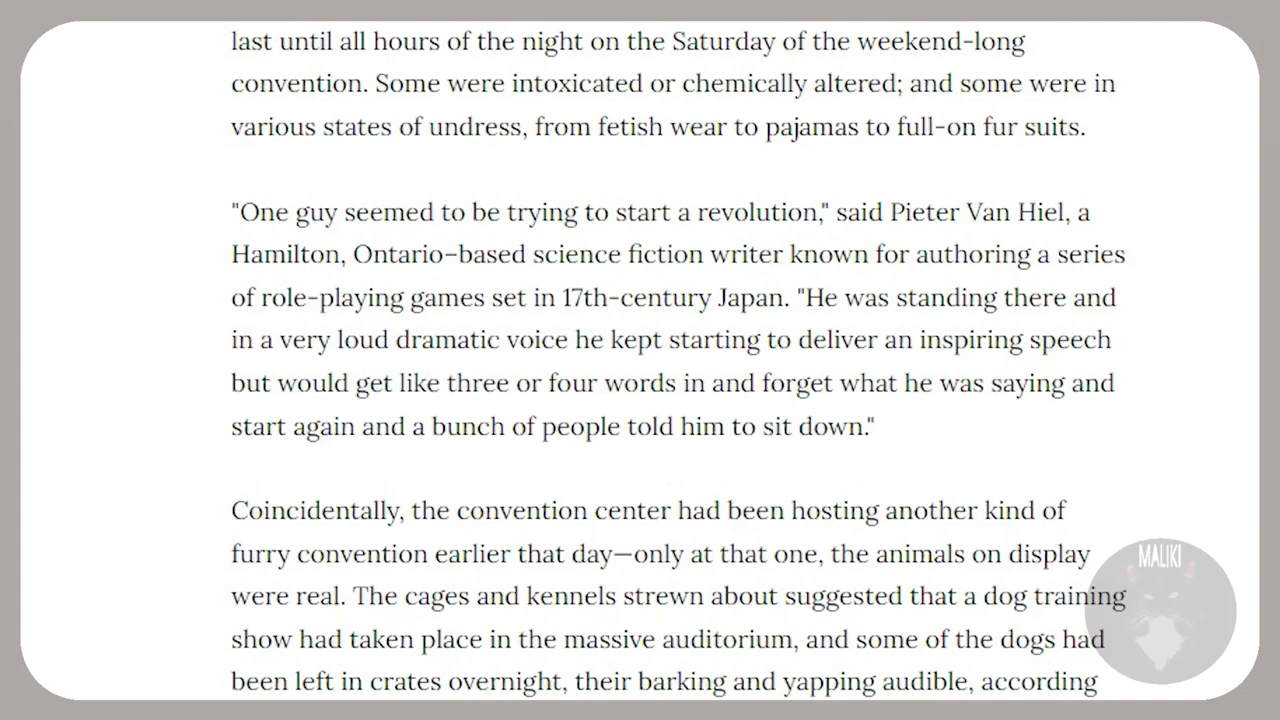 last until all hours of the night on the Saturday of the weekend-long
convention. Some were intoxicated or chemically altered; and some were in
various states of undress, from fetish wear to pajamas to full-on fur suits.
"One guy seemed to be trying to start a revolution," said Pieter Van Hiel, a
Hamilton, Ontario–based science fiction writer known for authoring a series
of role-playing games set in 17th-century Japan. "He was standing there and
in a very loud dramatic voice he kept starting to deliver an inspiring speech
but would get like three or four words in and forget what he was saying and
start again and a bunch of people told him to sit down."
Coincidentally, the convention center had been hosting another kind of
furry convention earlier that day—only at that one, the animals on display
were real. The cages and kennels strewn about suggested that a dog training
show had taken place in the massive auditorium, and some of the dogs had
been left in crates overnight, their barking and yapping audible, according
MALIKI